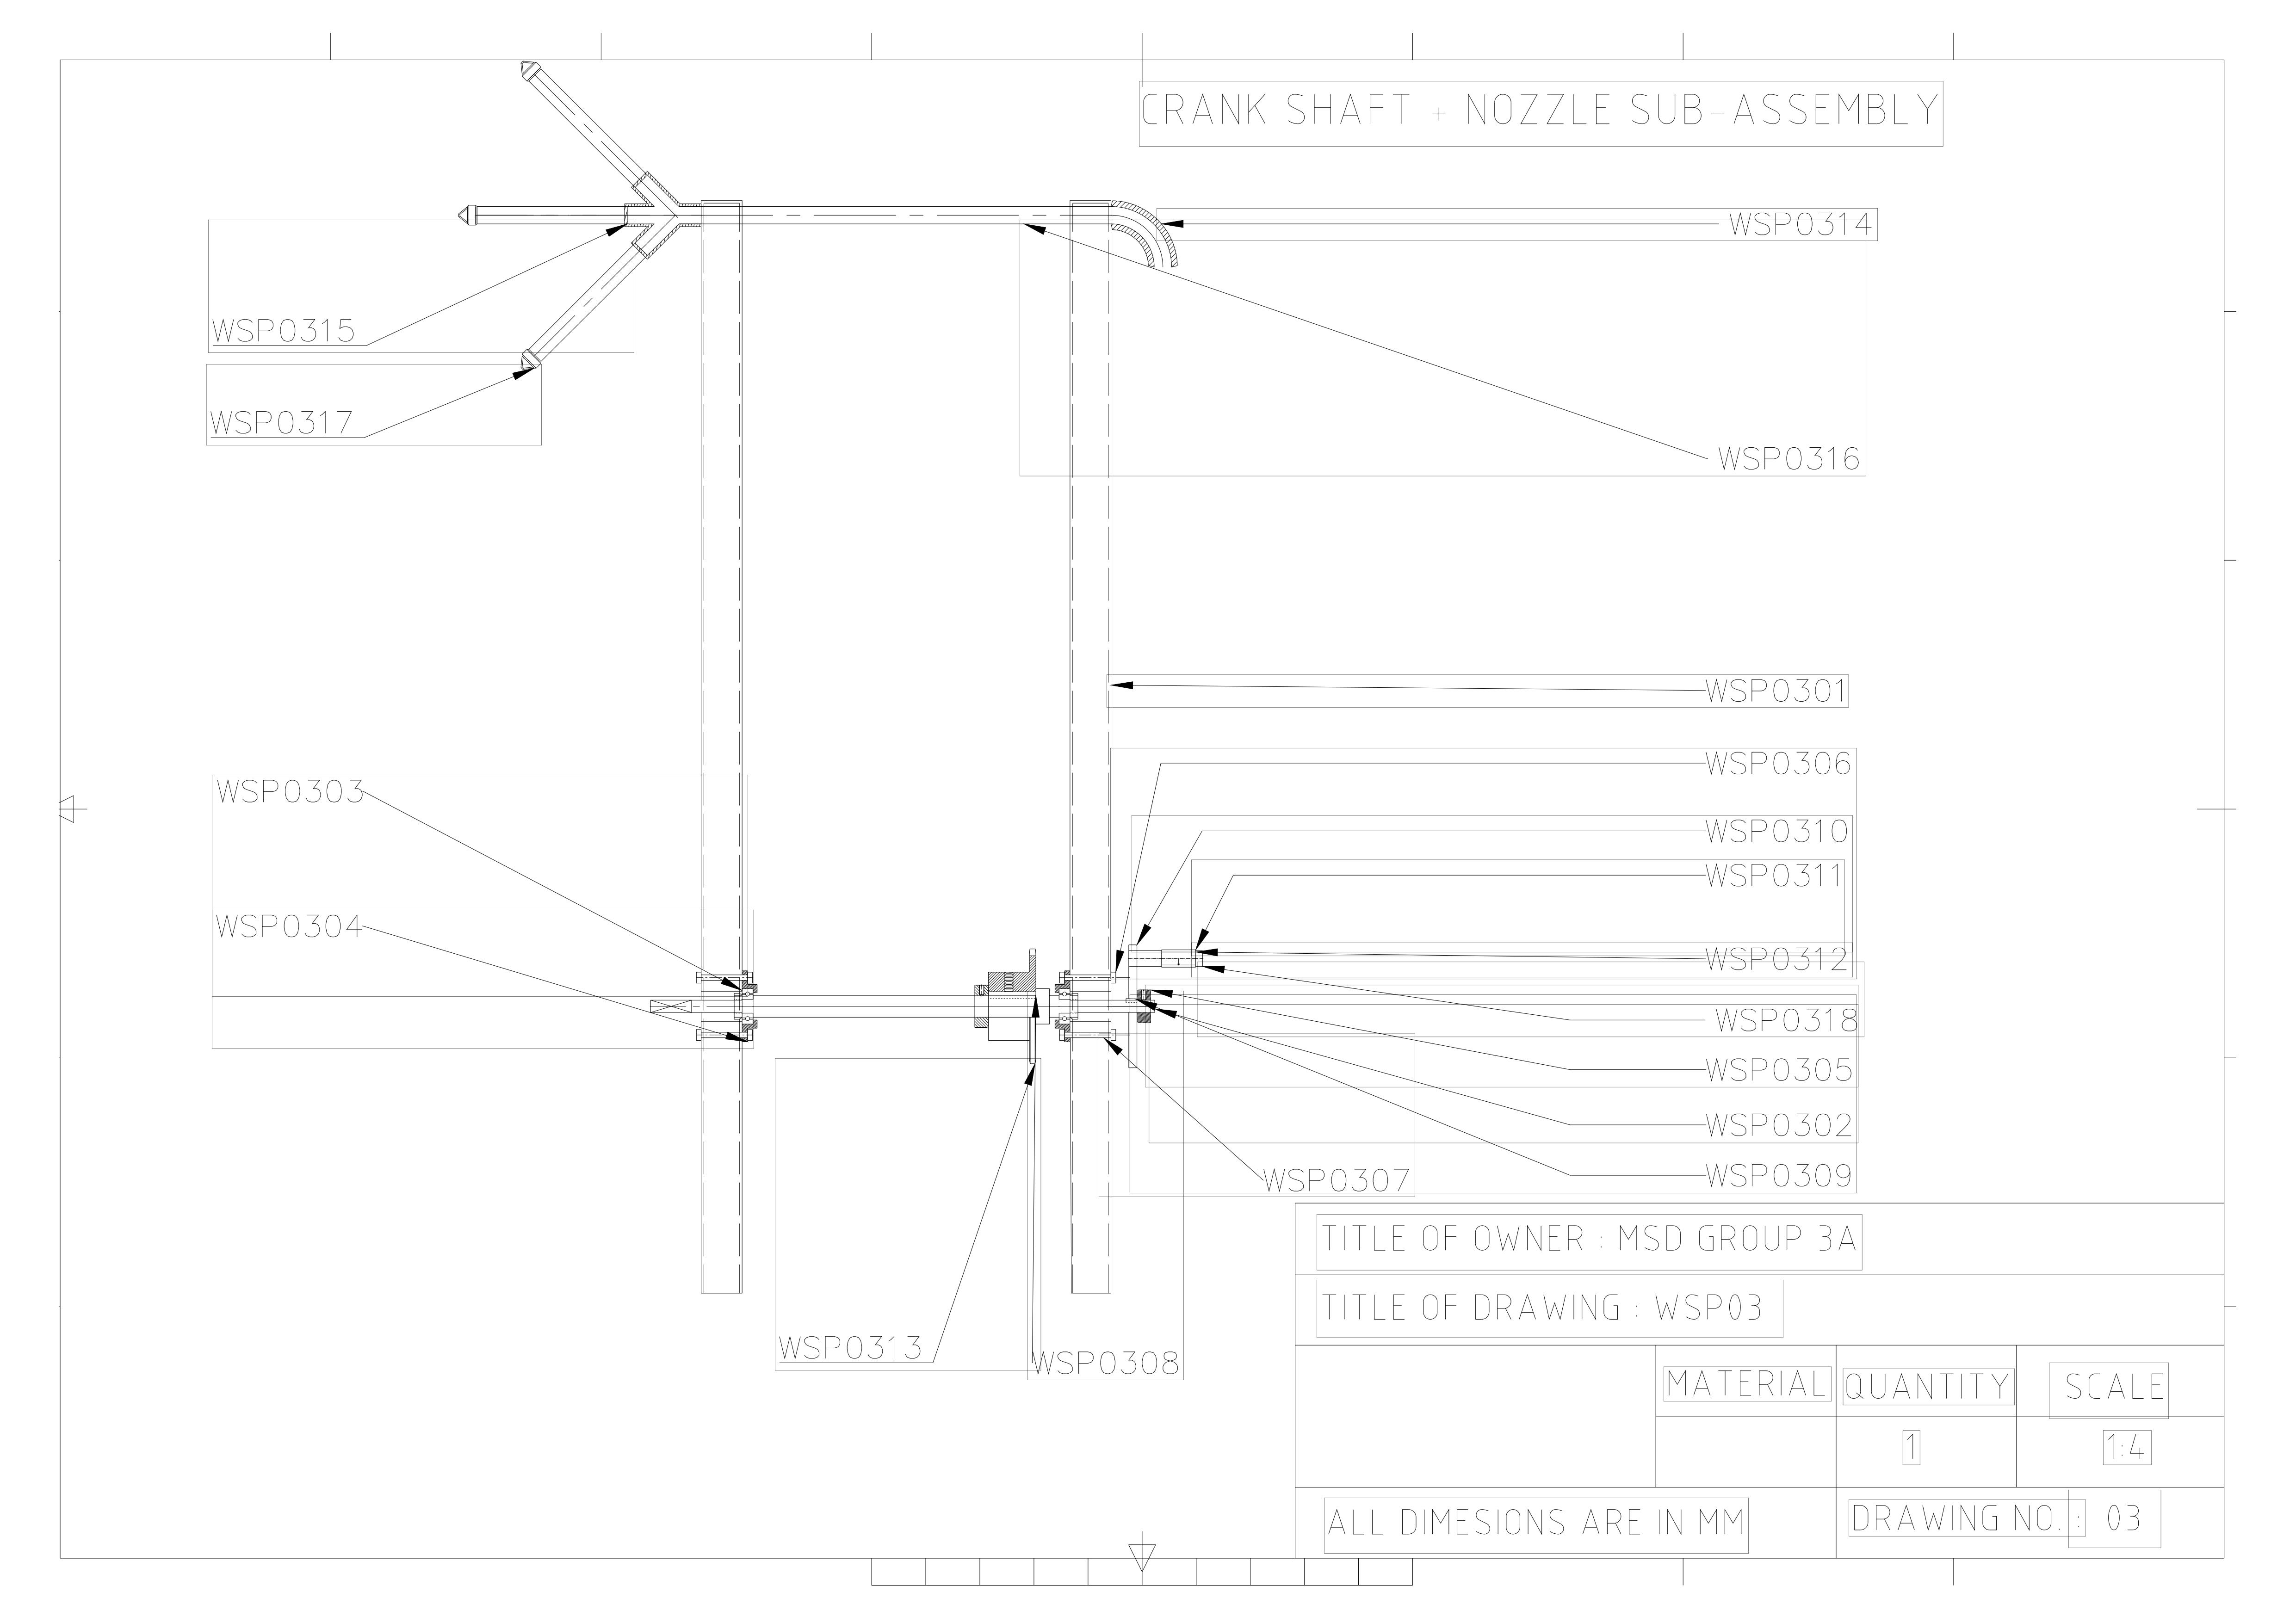 CRANK SHAFT + NOZZLE SUB-ASSEMBLY
WSP0314
WSP0315
WSP0317
WSP0316
WSP0301
WSP0306
WSP0303
WSP0310
WSP0311
WSP0304
WSP0312
WSP0318
WSP0305
WSP0302
WSP0309
WSP0307
WSP0313
WSP0308
TITLE OF OWNER : MSD GROUP 3A
TITLE OF DRAWING : WSP03
MATERIAL QUANTITY SCALE
1 1:4
ALL DIMESIONS ARE IN MM
DRAWING NO. : 03